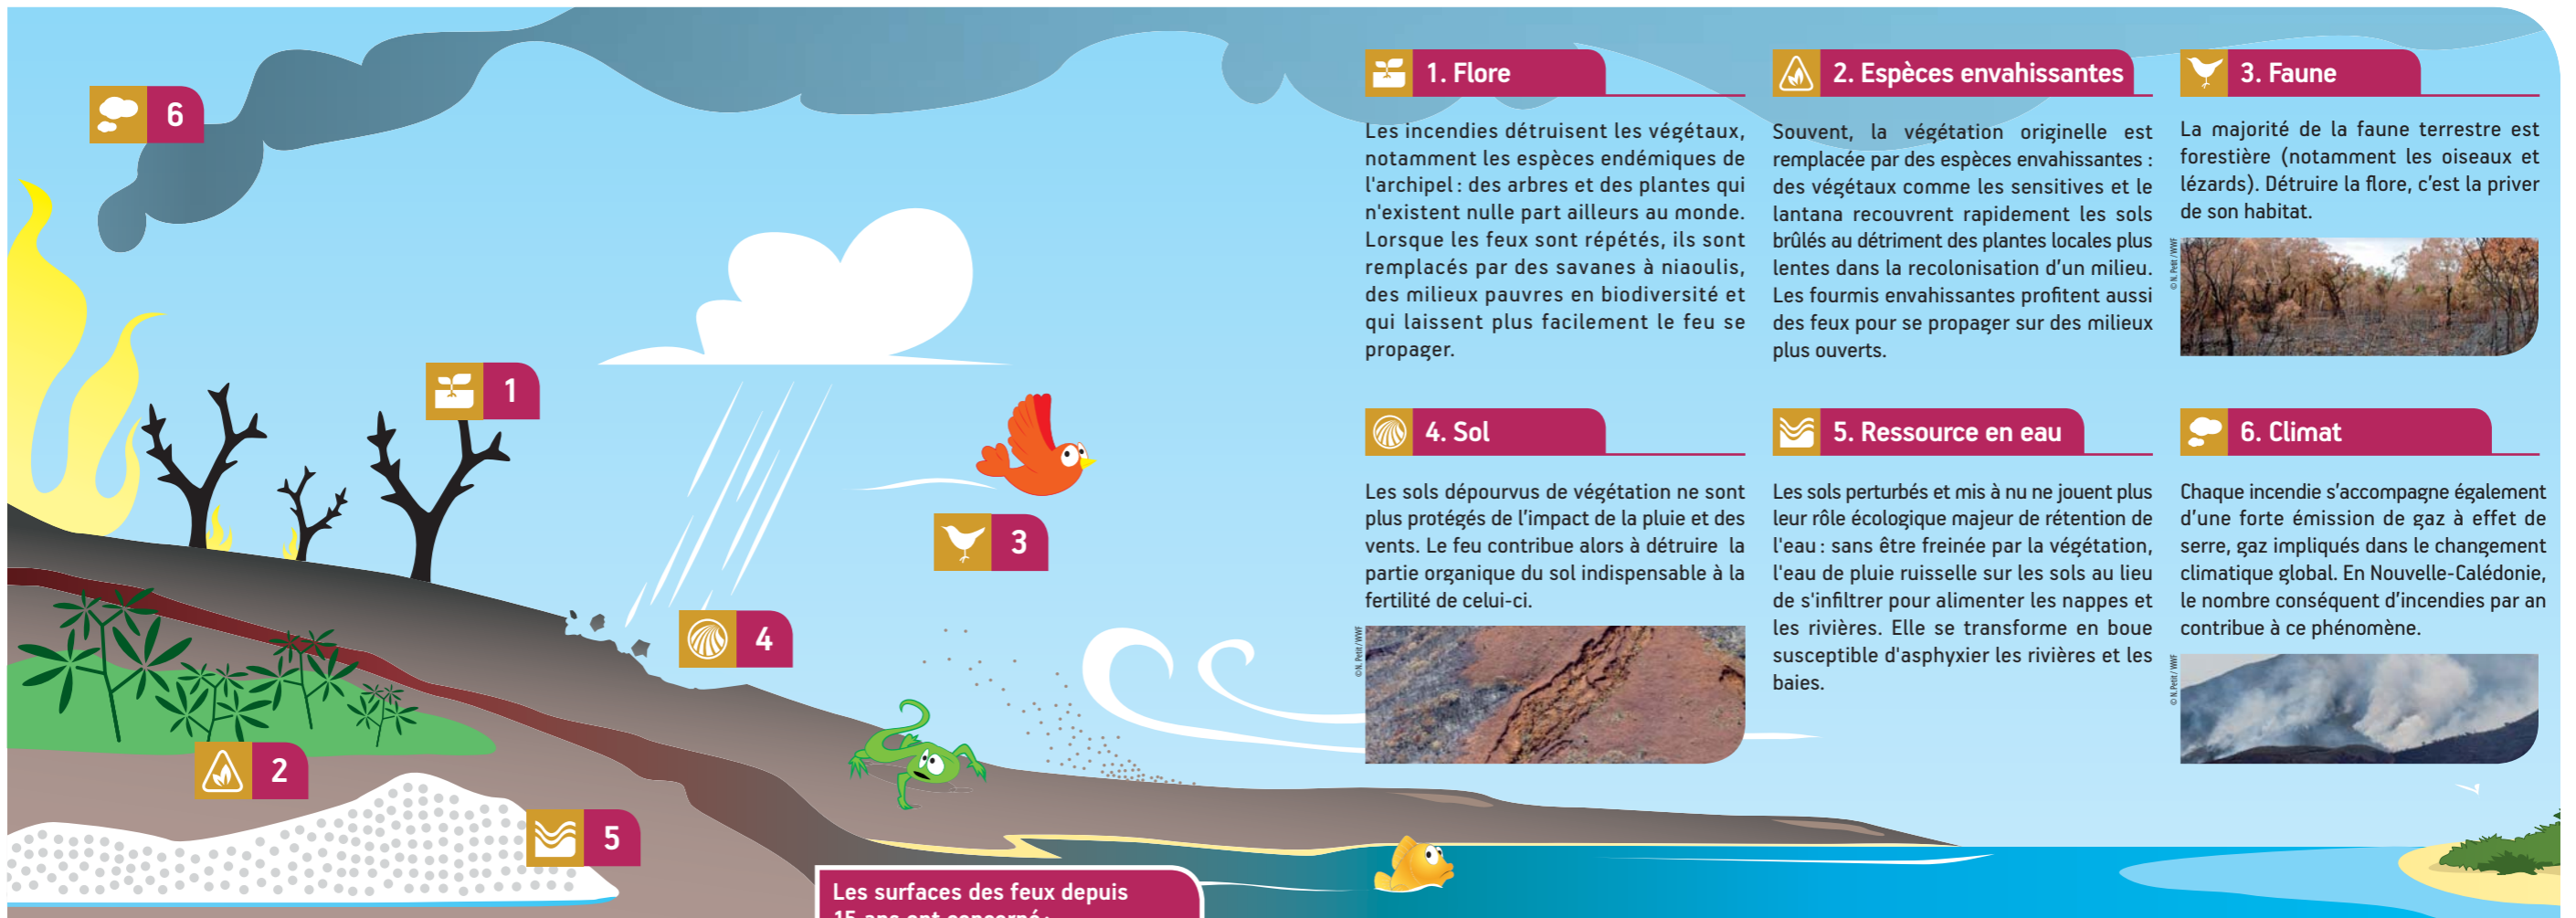 6
1
3
4
2
5
1. Flore
Les incendies détruisent les végétaux,
notamment les espèces endémiques de
l'archipel : des arbres et des plantes qui
n'existent nulle part ailleurs au monde.
Lorsque les feux sont répétés, ils sont
remplacés par des savanes à niaoulis,
des milieux pauvres en biodiversité et
qui laissent plus facilement le feu se
propager.
2. Espèces envahissantes
Souvent, la végétation originelle est
remplacée par des espèces envahissantes :
des végétaux comme les sensitives et le
lantana recouvrent rapidement les sols
brûlés au détriment des plantes locales plus
lentes dans la recolonisation d’un milieu.
Les fourmis envahissantes profitent aussi
des feux pour se propager sur des milieux
plus ouverts.
3. Faune
La majorité de la faune terrestre est
forestière (notamment les oiseaux et
lézards). Détruire la flore, c’est la priver
de son habitat.
© N. Petit / WWF
4. Sol
Les sols dépourvus de végétation ne sont
plus protégés de l’impact de la pluie et des
vents. Le feu contribue alors à détruire la
partie organique du sol indispensable à la
fertilité de celui-ci.
© N. Petit / WWF
5. Ressource en eau
Les sols perturbés et mis à nu ne jouent plus
leur rôle écologique majeur de rétention de
l'eau : sans être freinée par la végétation,
l'eau de pluie ruisselle sur les sols au lieu
de s'infiltrer pour alimenter les nappes et
les rivières. Elle se transforme en boue
susceptible d'asphyxier les rivières et les
baies.
6. Climat
Chaque incendie s’accompagne également
d’une forte émission de gaz à effet de
serre, gaz impliqués dans le changement
climatique global. En Nouvelle-Calédonie,
le nombre conséquent d’incendies par an
contribue à ce phénomène.
© N. Petit / WWF
Les surfaces des feux depuis
15 ans ont concerné :